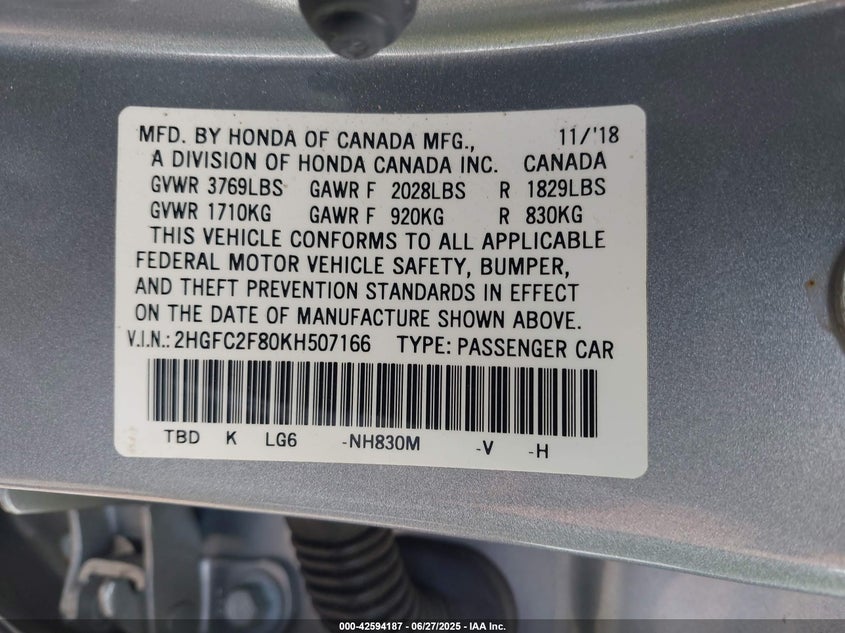 MFD. BY HONDA OF CANADA MFG., 11/'18
A DIVISION OF HONDA CANADA INC. CANADA
GVWR 3769LBS GAWR F 2028LBS R 1829LBS
GVWR 1710KG GAWR F 920KG R 830KG
THIS VEHICLE CONFORMS TO ALL APPLICABLE
FEDERAL MOTOR VEHICLE SAFETY, BUMPER,
AND THEFT PREVENTION STANDARDS IN EFFECT
ON THE DATE OF MANUFACTURE SHOWN ABOVE.
V.I.N.: 2HGFC2F80KH507166 TYPE: PASSENGER CAR
TBD K LG6 -NH830M -V -H
000-42594187 - 06/27/2025 - IAA Inc.